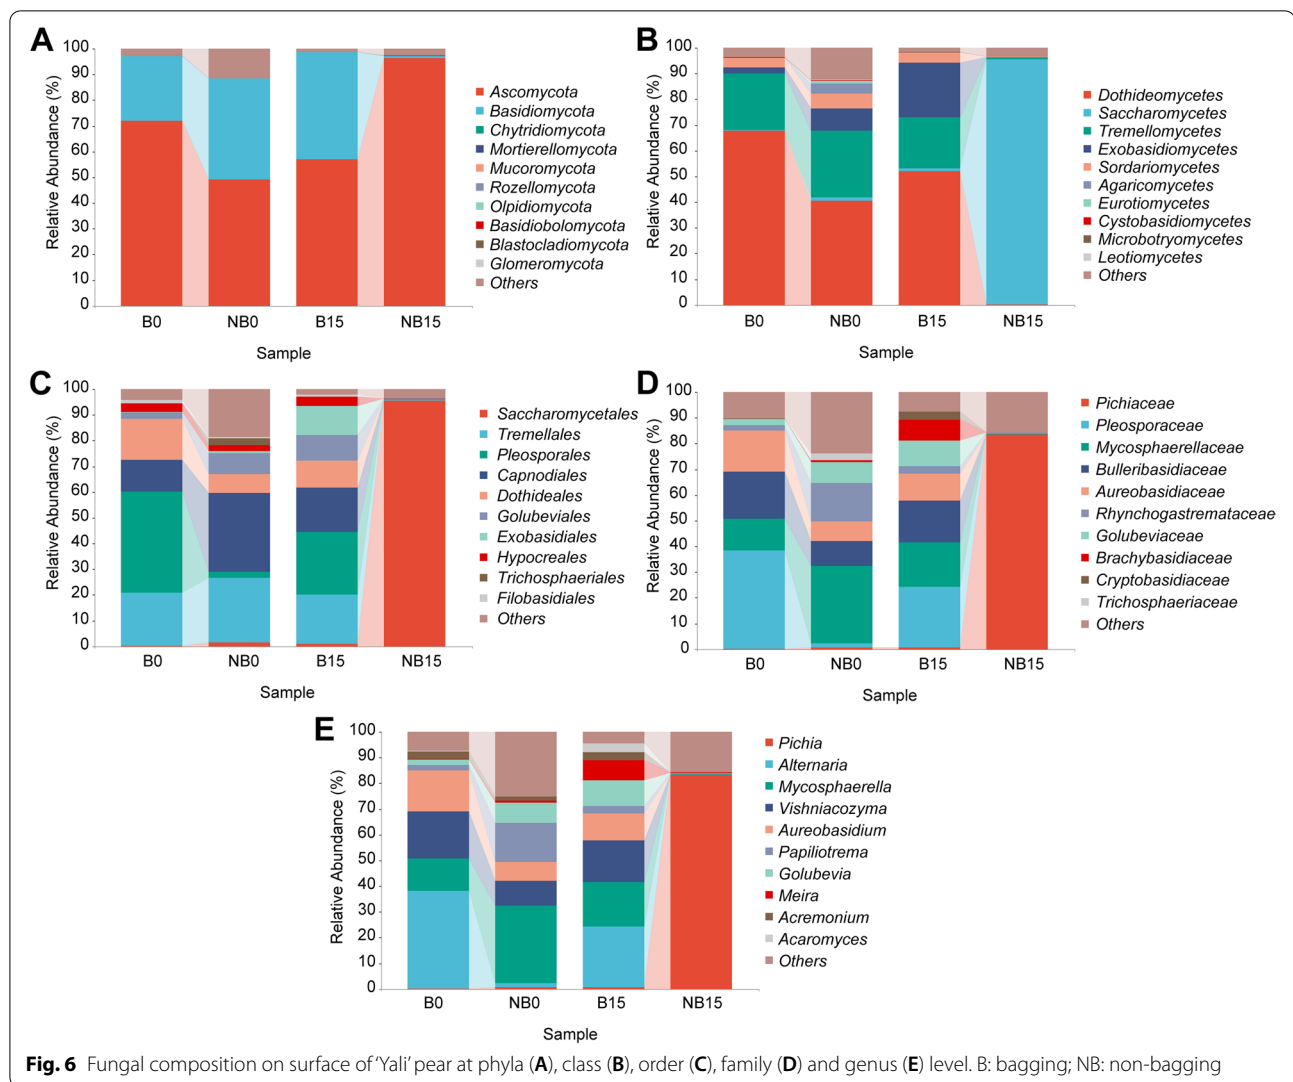 A
Relative Abundance (%)
100
90
80
70
60
50
40
30
20
10
0
B0 NB0 B15 NB15
Sample
Ascomycota
Basidiomycota
Chytridiomycota
Mortierellomycota
Mucoromycota
Rozellomycota
Olpidiomycota
Basidiobolomycota
Blastocladiomycota
Glomeromycota
Others
B
Relative Abundance (%)
100
90
80
70
60
50
40
30
20
10
0
B0 NB0 B15 NB15
Sample
Dothideomycetes
Saccharomycetes
Tremellomycetes
Exobasidiomycetes
Sordariomycetes
Agaricomycetes
Eurotiomycetes
Cystobasidiomycetes
Microbotryomycetes
Leotiomycetes
Others
C
Relative Abundance (%)
100
90
80
70
60
50
40
30
20
10
0
B0 NB0 B15 NB15
Sample
Saccharomycetales
Tremellales
Pleosporales
Capnodiales
Dothideales
Golubeviales
Exobasidiales
Hypocreales
Trichosphaeriales
Filobasidiales
Others
D
Relative Abundance (%)
100
90
80
70
60
50
40
30
20
10
0
B0 NB0 B15 NB15
Sample
Pichiaceae
Pleosporaceae
Mycosphaerellaceae
Bulleribasidiaceae
Aureobasidiaceae
Rhynchogastremataceae
Golubeviaceae
Brachybasidiaceae
Cryptobasidiaceae
Trichosphaeriaceae
Others
E
Relative Abundance (%)
100
90
80
70
60
50
40
30
20
10
0
B0 NB0 B15 NB15
Sample
Pichia
Alternaria
Mycosphaerella
Vishniacozyma
Aureobasidium
Papiliotrema
Golubevia
Meira
Acremonium
Acaromyces
Others
Fig. 6 Fungal composition on surface of ‘Yali’ pear at phyla (A), class (B), order (C), family (D) and genus (E) level. B: bagging; NB: non-bagging